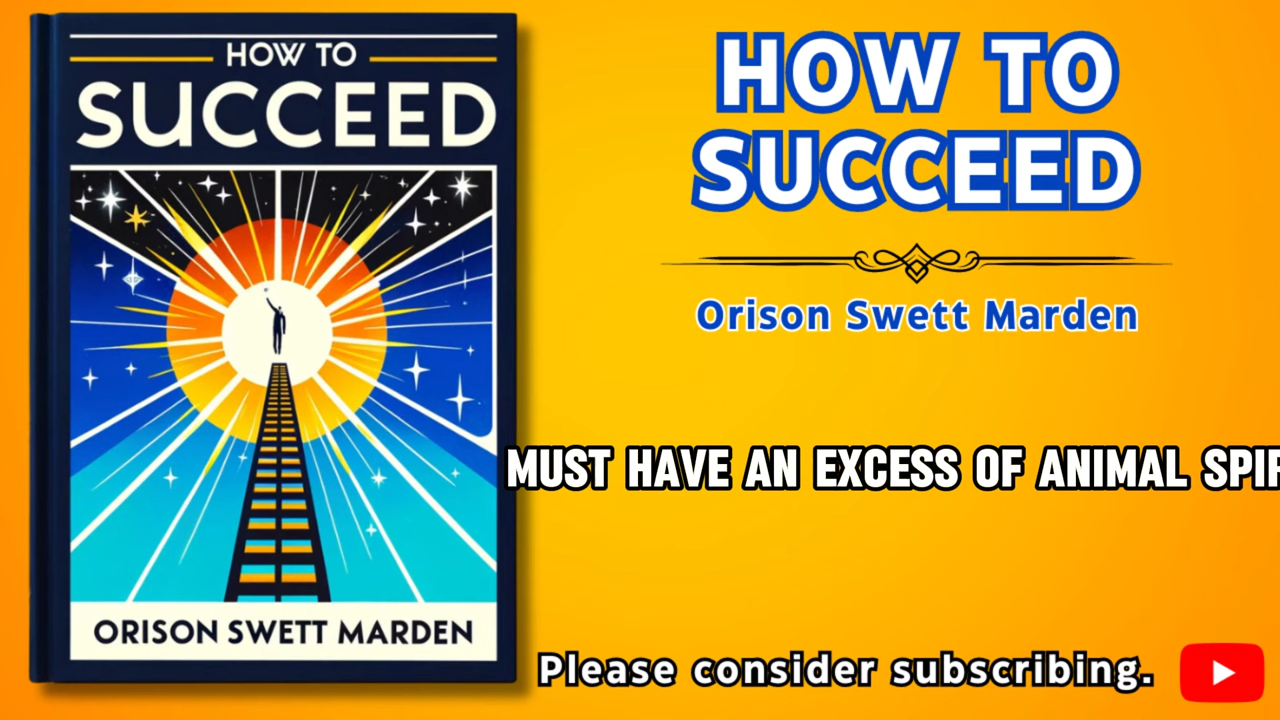 HOW TO
SUCCEED
ORISON SWETT MARDEN
HOW TO
SUCCEED
Orison Swett Marden
MUST HAVE AN EXCESS OF ANIMAL
Please consider subscribing.